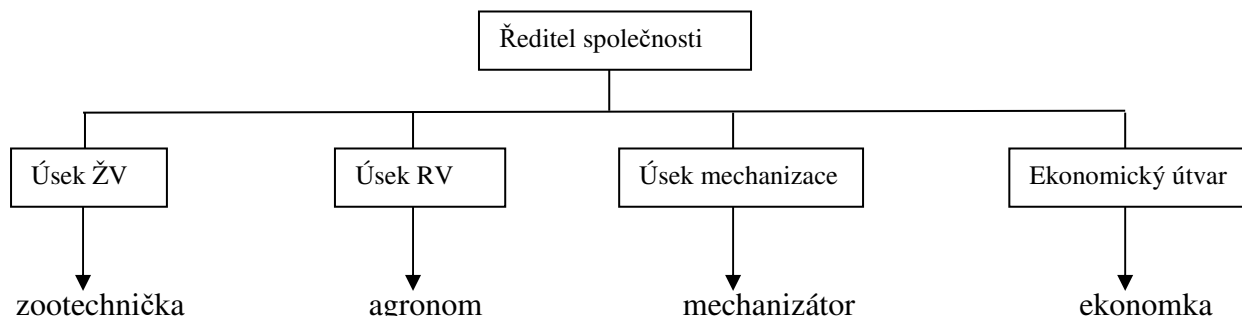 Ředitel společnosti
Úsek ŽV
Úsek RV
Úsek mechanizace
Ekonomický útvar
zootechnička
agronom
mechanizátor
ekonomka